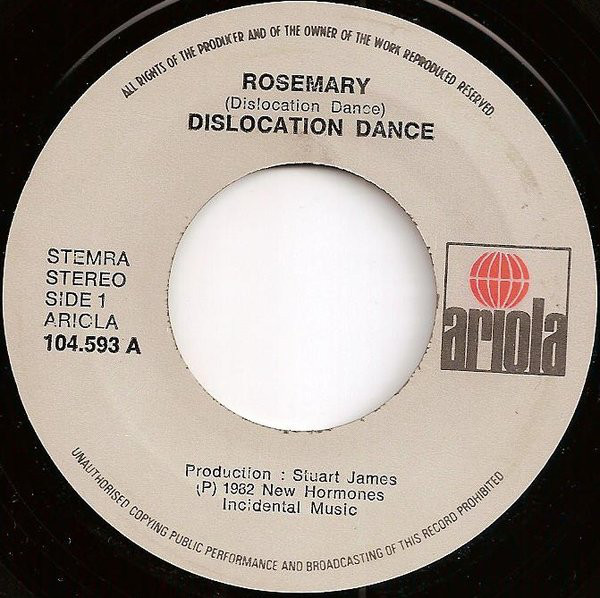 ALL RIGHTS OF THE PRODUCER AND OF THE OWNER OF THE WORK REPRODUCED RESERVED
ROSEMARY
(Dislocation Dance)
DISLOCATION DANCE
STEMRA
STEREO
SIDE 1
ARIOLA
104.593 A
ariola
Production : Stuart James
(P) 1982 New Hormones
Incidental Music
UNAUTHORISED COPYING PUBLIC PERFORMANCE AND BROADCASTING OF THIS RECORD PROHIBITED